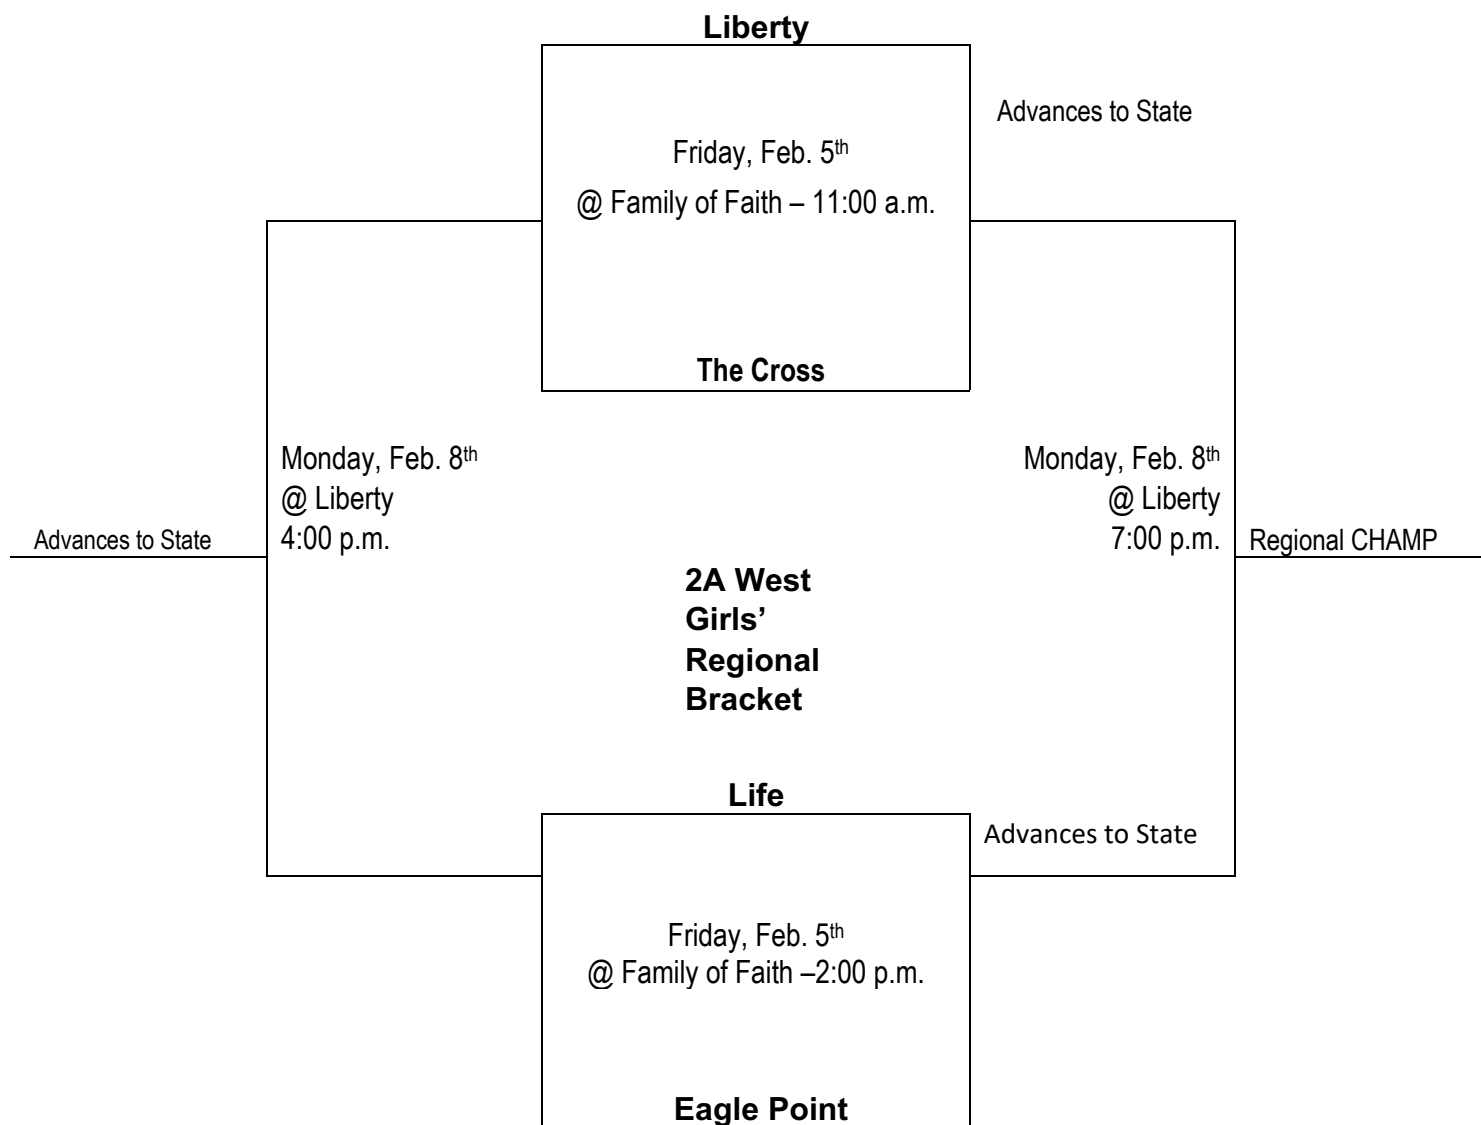 Liberty
Advances to State
Friday, Feb. 5th
@ Family of Faith – 11:00 a.m.
The Cross
Monday, Feb. 8th
@ Liberty
4:00 p.m.
Advances to State
Monday, Feb. 8th
@ Liberty
7:00 p.m.
Regional CHAMP
2A West
Girls’
Regional
Bracket
Life
Advances to State
Friday, Feb. 5th
@ Family of Faith –2:00 p.m.
Eagle Point